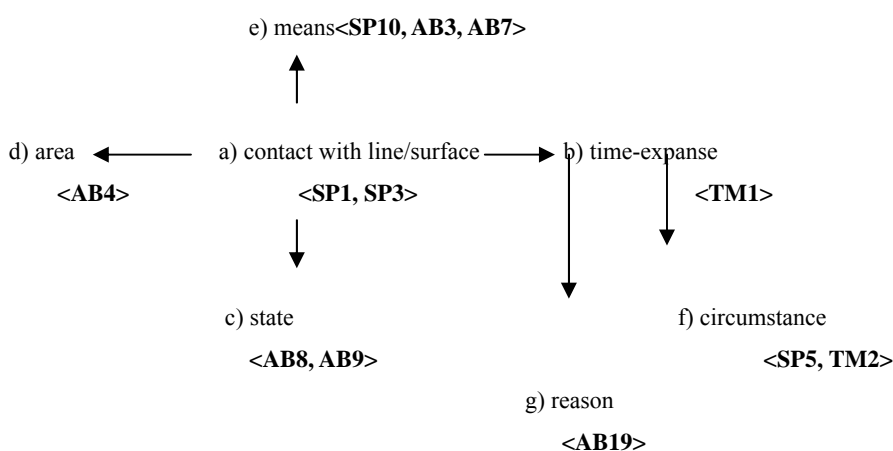 e) means<SP10, AB3, AB7>
d) area a) contact with line/surface b) time-expanse
<AB4> <SP1, SP3> <TM1>
c) state f) circumstance
<AB8, AB9> <SP5, TM2>
g) reason
<AB19>